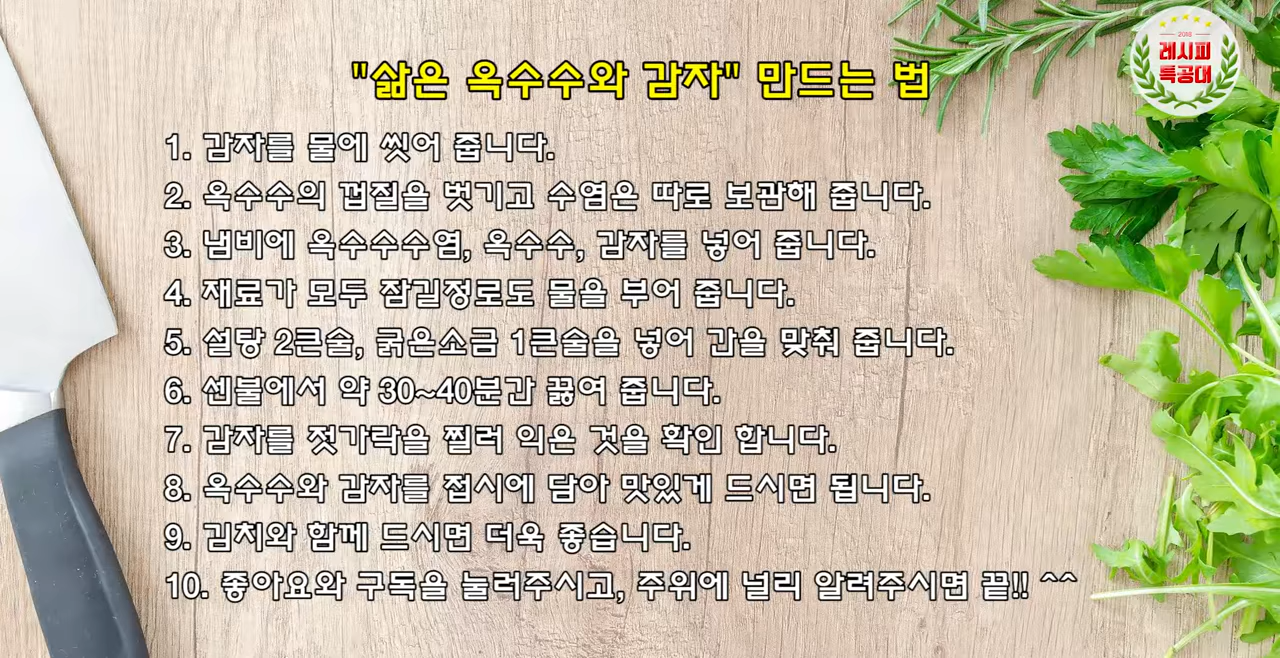 2018
레시피
특공대
"삶은 옥수수와 감자" 만드는 법
1. 감자를 물에 씻어 줍니다.
2. 옥수수의 껍질을 벗기고 수염은 따로 보관해 줍니다.
3. 냄비에 옥수수수염, 옥수수, 감자를 넣어 줍니다.
4. 재료가 모두 잠길정로도 물을 부어 줍니다.
5. 설탕 2큰술, 굵은소금 1큰술을 넣어 간을 맞춰 줍니다.
6. 센불에서 약 30~40분간 끓여 줍니다.
7. 감자를 젓가락을 찔러 익은 것을 확인 합니다.
8. 옥수수와 감자를 접시에 담아 맛있게 드시면 됩니다.
9. 김치와 함께 드시면 더욱 좋습니다.
10. 좋아요와 구독을 눌러주시고, 주위에 널리 알려주시면 끝!! ^^